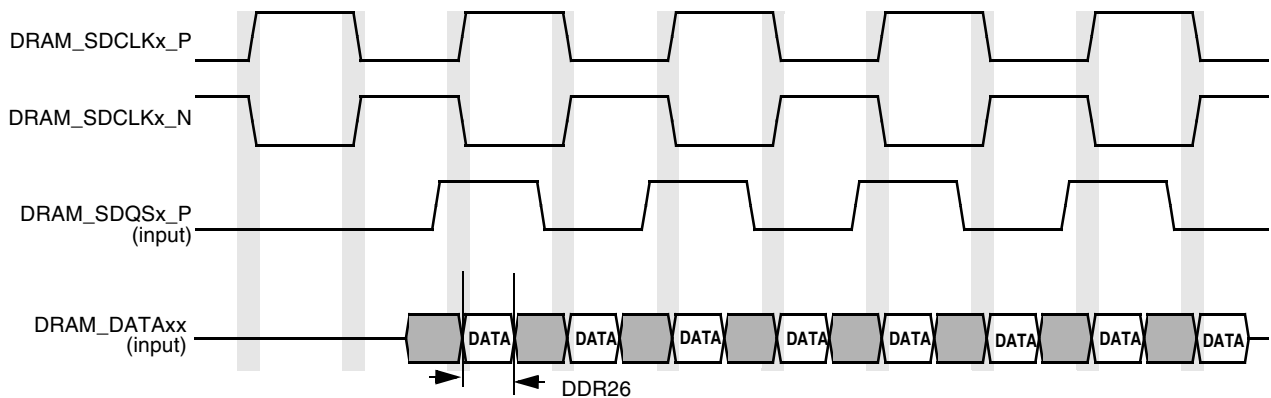 DRAM_SDCLKx_P
DRAM_SDCLKx_N
DRAM_SDQSx_P
(input)
DRAM_DATAxx
(input)
DATA DATA DATA DATA DATA DATA DATA DATA
DDR26